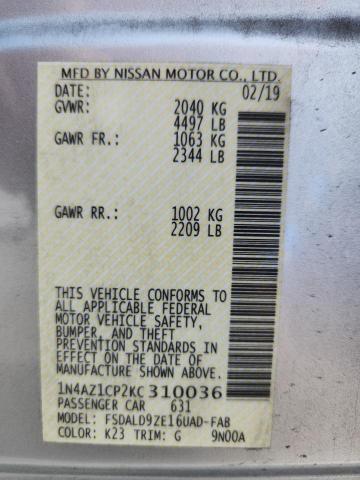 MFD BY NISSAN MOTOR CO., LTD.
DATE: 02/19
GVWR: 2040 KG
4497 LB
GAWR FR.: 1063 KG
2344 LB
GAWR RR.: 1002 KG
2209 LB
THIS VEHICLE CONFORMS TO
ALL APPLICABLE FEDERAL
MOTOR VEHICLE SAFETY,
BUMPER, AND THEFT
PREVENTION STANDARDS
IN EFFECT ON THE DATE OF
MANUFACTURE SHOWN ABOVE.
1N4AZ1CP2KC310036
PASSENGER CAR 631
MODEL: FSDALD9ZE16UAD-FAB
COLOR: K23 TRIM: G 9N00A